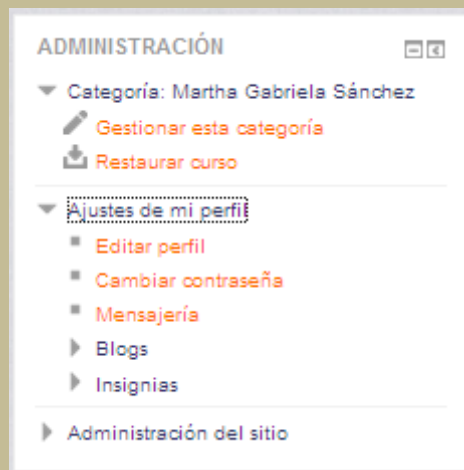 ADMINISTRACIÓN
Categoría: Martha Gabriela Sánchez
Gestionar esta categoría
Restaurar curso
Ajustes de mi perfil
Editar perfil
Cambiar contraseña
Mensajería
Blogs
Insignias
Administración del sitio